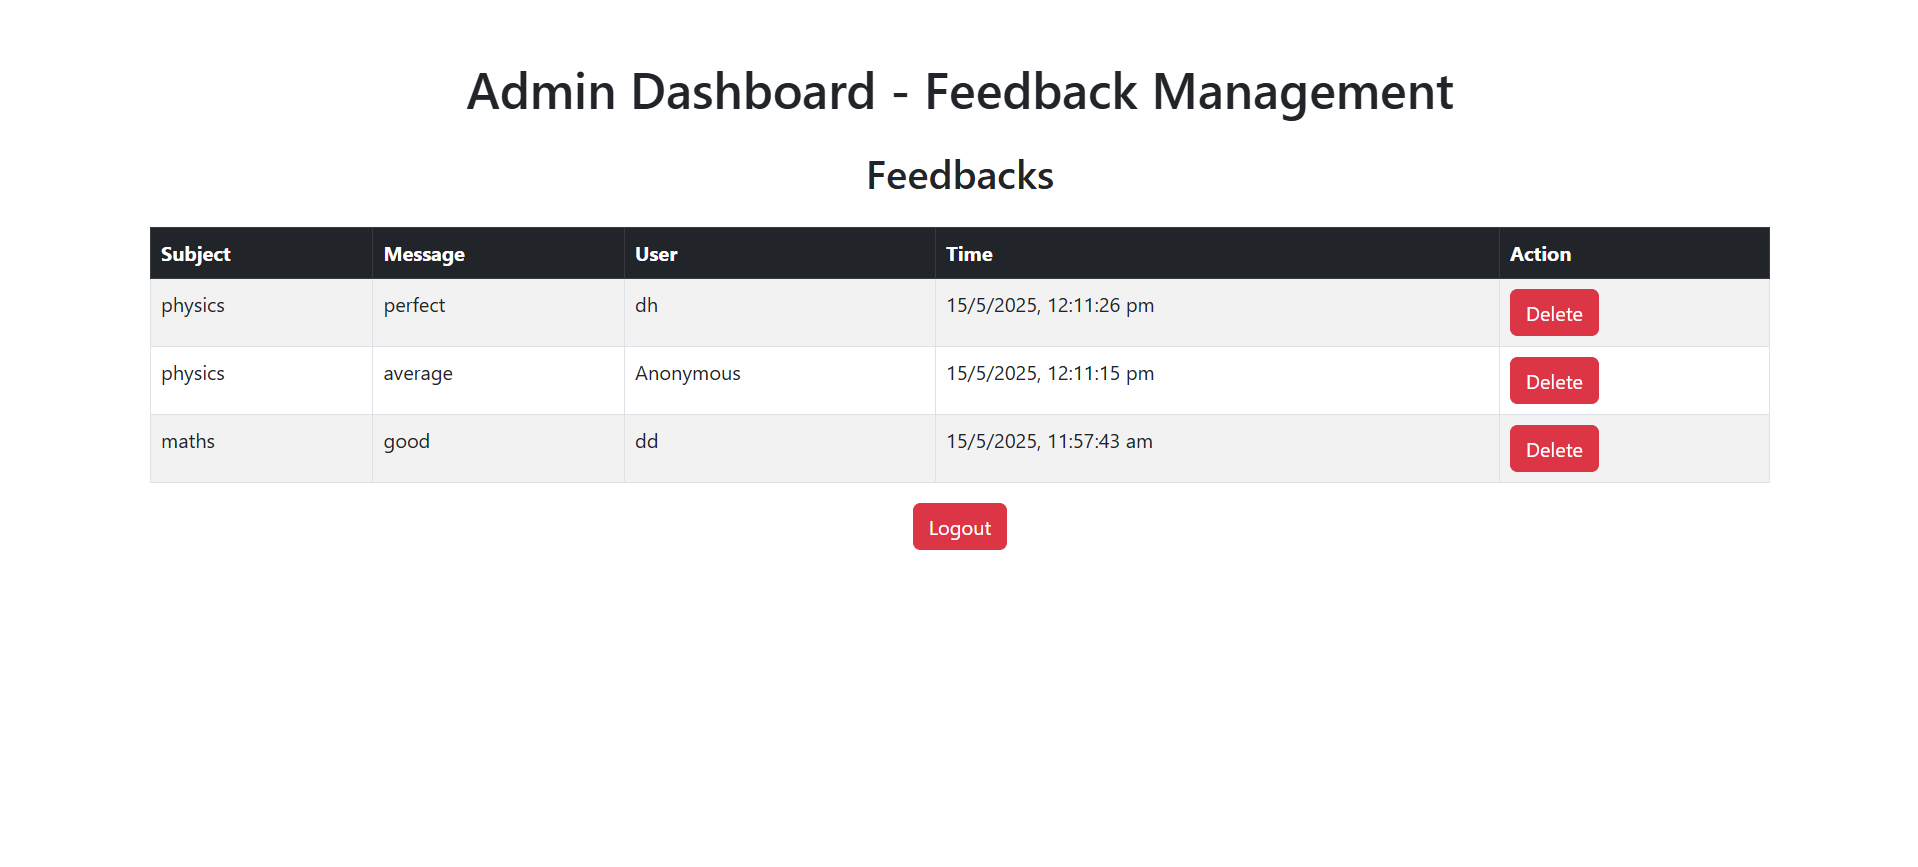 Admin Dashboard - Feedback Management
Feedbacks
Subject Message User Time Action
physics perfect dh 15/5/2025, 12:11:26 pm Delete
physics average Anonymous 15/5/2025, 12:11:15 pm Delete
maths good dd 15/5/2025, 11:57:43 am Delete
Logout